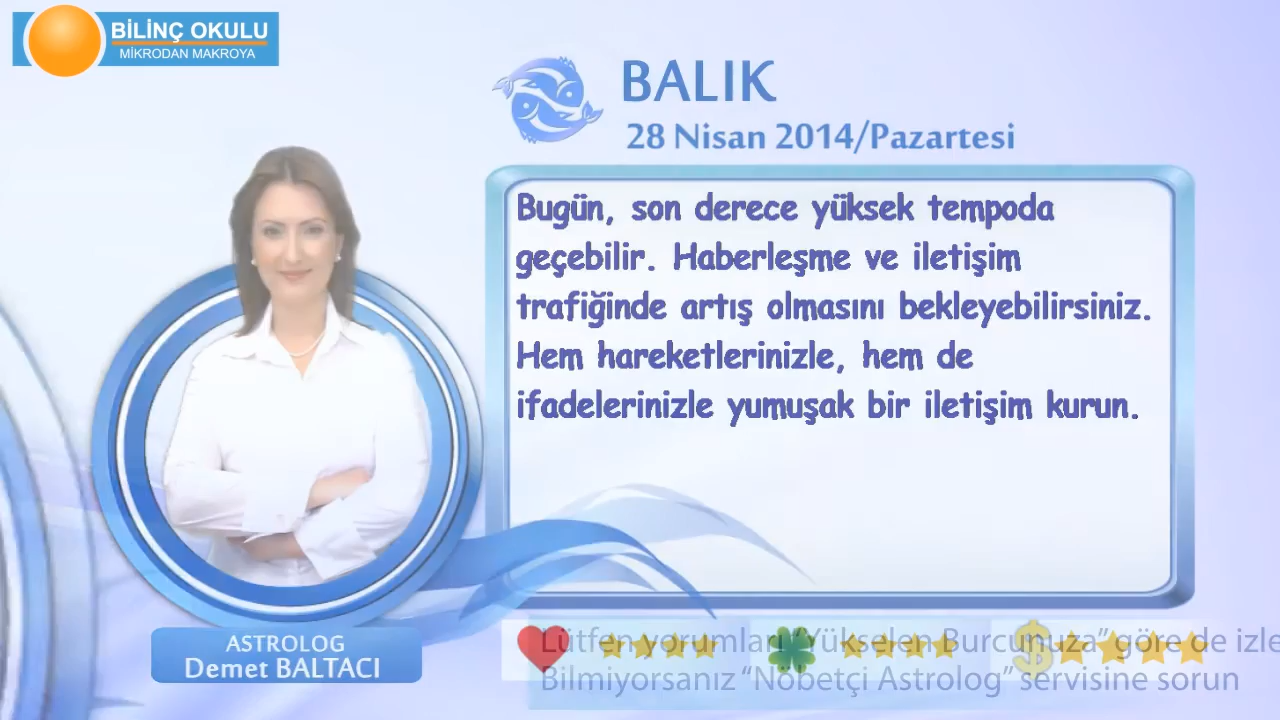 BİLİNÇ OKULU
MİKRODAN MAKROYA
BALIK
28 Nisan 2014/Pazartesi
Bugün, son derece yüksek tempoda
geçebilir. Haberleşme ve iletişim
trafiğinde artış olmasını bekleyebilirsiniz.
Hem hareketlerinizle, hem de
ifadelerinizle yumuşak bir iletişim kurun.
ASTROLOG
Demet BALTACI
Lütfen yorumları "Yükselen Burcunuza" göre de izle
Bilmiyorsanız "Nöbetçi Astrolog" servisine sorun